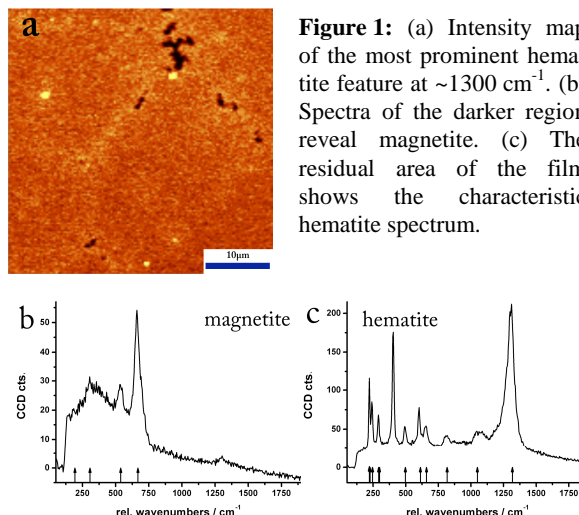 a
10µm
Figure 1: (a) Intensity map
of the most prominent hema-
tite feature at ~1300 cm-1. (b)
Spectra of the darker region
reveal magnetite. (c) The
residual area of the film
shows the characteristic
hematite spectrum.
b
magnetite
CCD cts.
50
40
30
20
10
0
250 500 750 1000 1250 1500 1750
rel. wavenumbers / cm-1
c
hematite
CCD cts.
200
150
100
50
0
250 500 750 1000 1250 1500 1750
rel. wavenumbers / cm-1